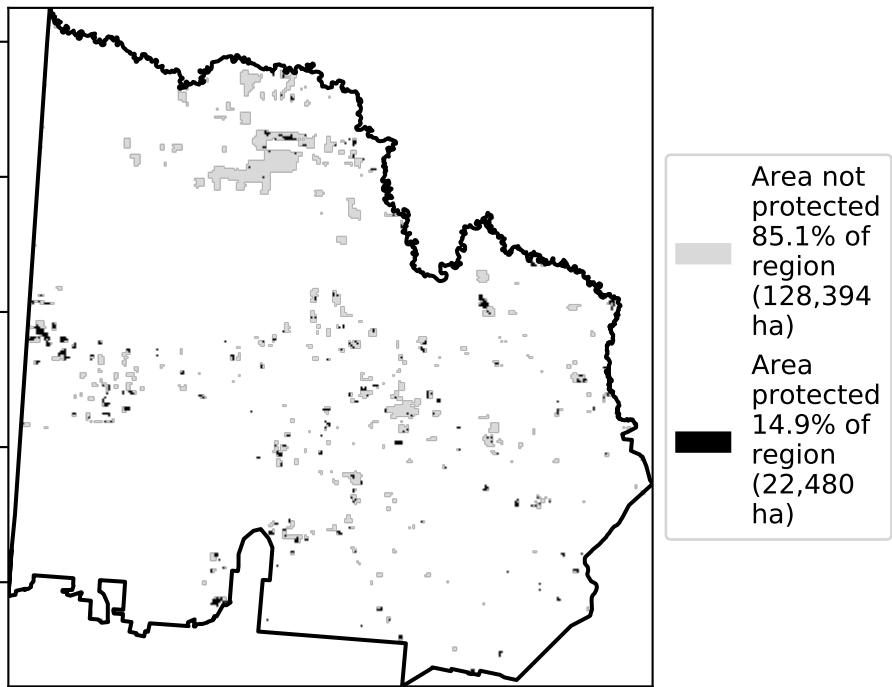 Area not
protected
85.1% of
region
(128,394
ha)
Area
protected
14.9% of
region
(22,480
ha)